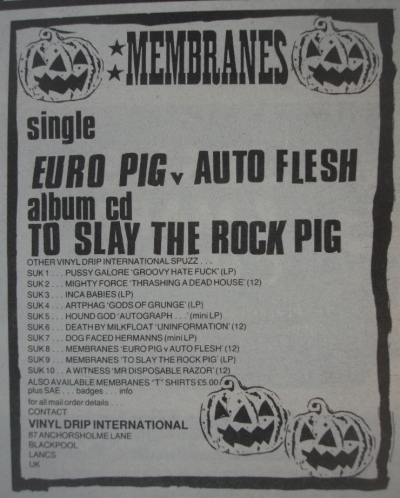 MEMBRANES
single
EURO PIG v AUTO FLESH
album cd
TO SLAY THE ROCK PIG
OTHER VINYL DRIP INTERNATIONAL SPUZZ . . .
SUK 1 . . . PUSSY GALORE 'GROOVY HATE FUCK' (LP)
SUK 2 . . . MIGHTY FORCE 'THRASHING A DEAD HOUSE' (12)
SUK 3 . . . INCA BABIES (LP)
SUK 4 . . . ARTPHAG 'GODS OF GRUNGE' (LP)
SUK 5 . . . HOUND GOD 'AUTOGRAPH . . .' (mini LP)
SUK 6 . . . DEATH BY MILKFLOAT 'UNINFORMATION' (12)
SUK 7 . . . DOG FACED HERMANNS (mini LP)
SUK 8 . . . MEMBRANES 'EURO PIG v AUTO FLESH' (12)
SUK 9 . . . MEMBRANES 'TO SLAY THE ROCK PIG' (LP)
SUK 10 . . . A WITNESS 'MR DISPOSABLE RAZOR' (12)
ALSO AVAILABLE MEMBRANES "T" SHIRTS £5.00
plus SAE . . . badges . . . info
for all mail order details . . . .
CONTACT
VINYL DRIP INTERNATIONAL
87 ANCHORSHOLME LANE
BLACKPOOL
LANCS
UK